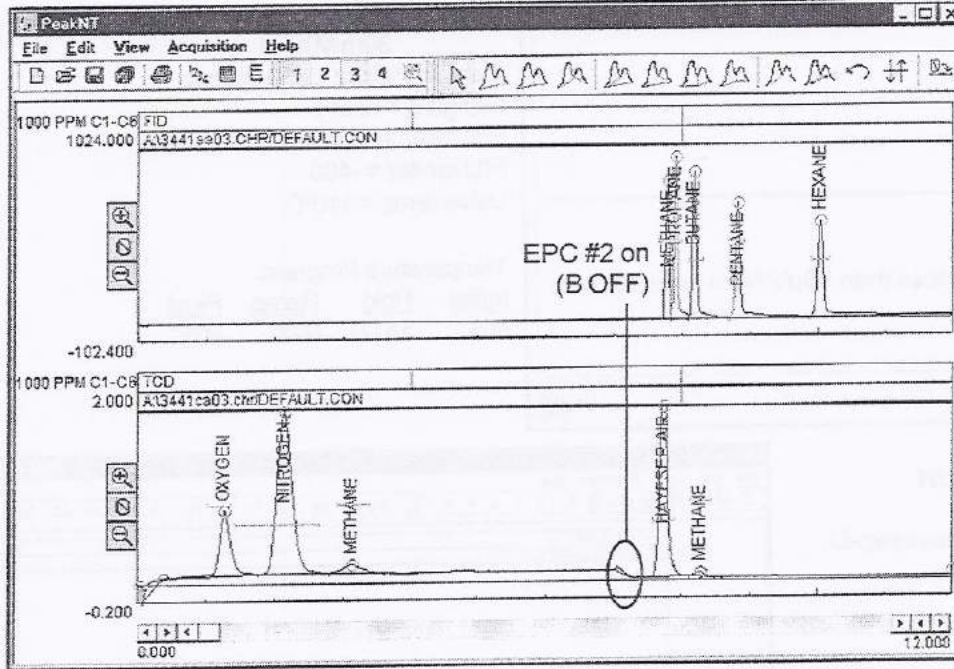 PeakNT
File Edit View Acquisition Help
1 2 3 4
1000 PPM C1-C6 FID
1024.000 A:\3441sa03.CHR/DEFAULT.CON
BUTANE
PENTANE
HEXANE
EPC #2 on
(B OFF)
-102.400
1000 PPM C1-C6 TCD
2.000 A:\3441ca03.chr/DEFAULT.CON
OXYGEN
NITROGEN
METHANE
METHANE
-0.200
0.000 12.000